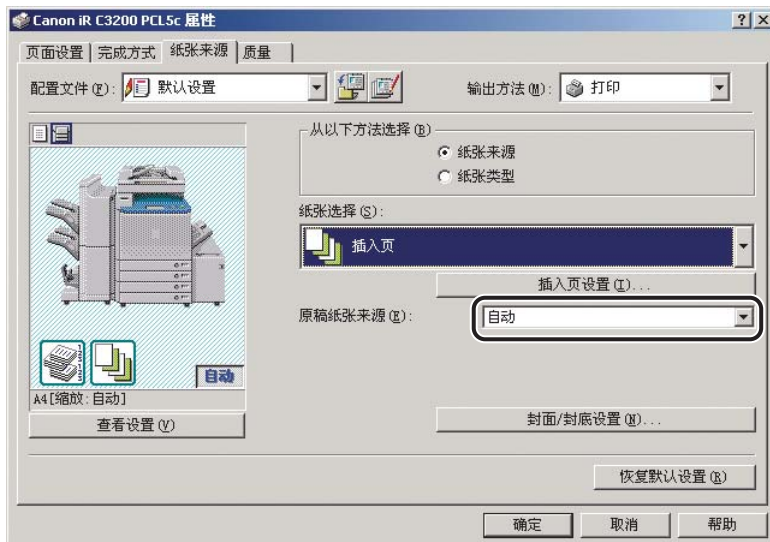 Canon iR C3200 PCL5c 属性
页面设置 完成方式 纸张来源 质量
配置文件(F): 默认设置 输出方法(M): 打印
从以下方法选择(B)
纸张来源
纸张类型
纸张选择(S):
插入页
插入页设置(I)...
原稿纸张来源(E): 自动
自动
A4[缩放:自动]
查看设置(V)
封面/封底设置(N)...
恢复默认设置(R)
确定 取消 帮助